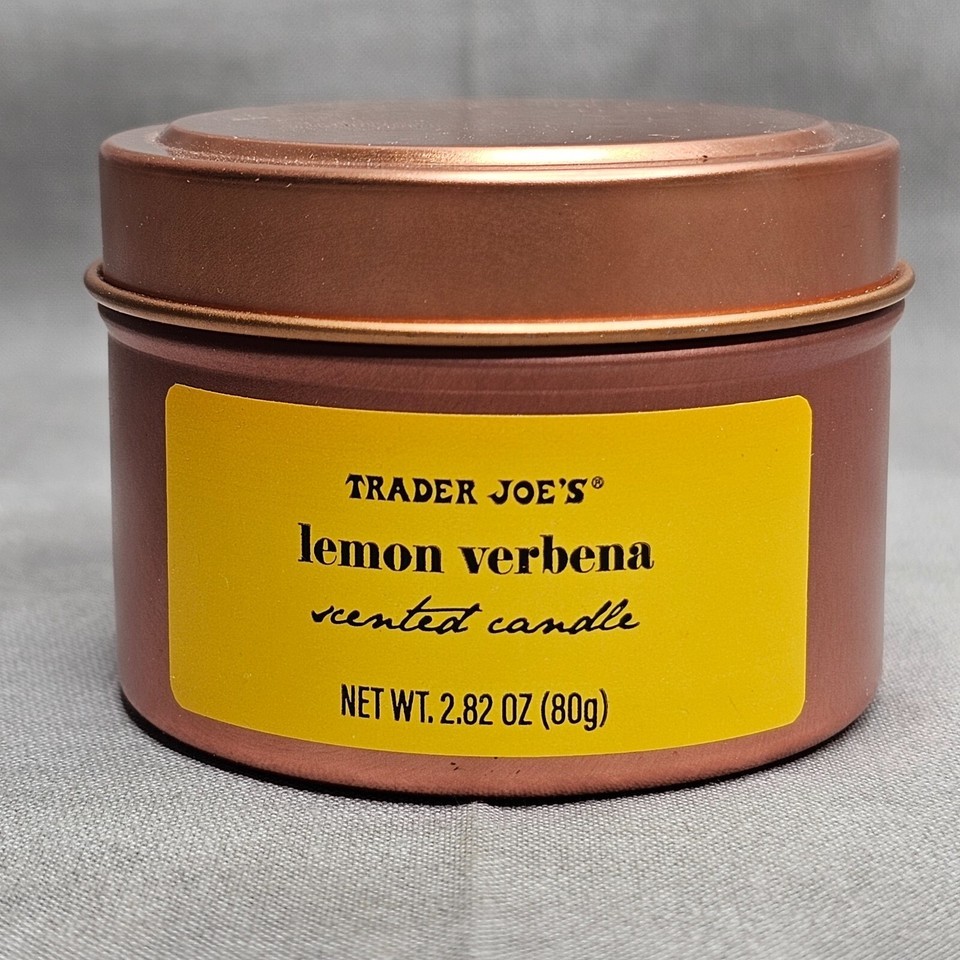 TRADER JOE'S®
lemon verbena
scented candle
NET WT. 2.82 OZ (80g)